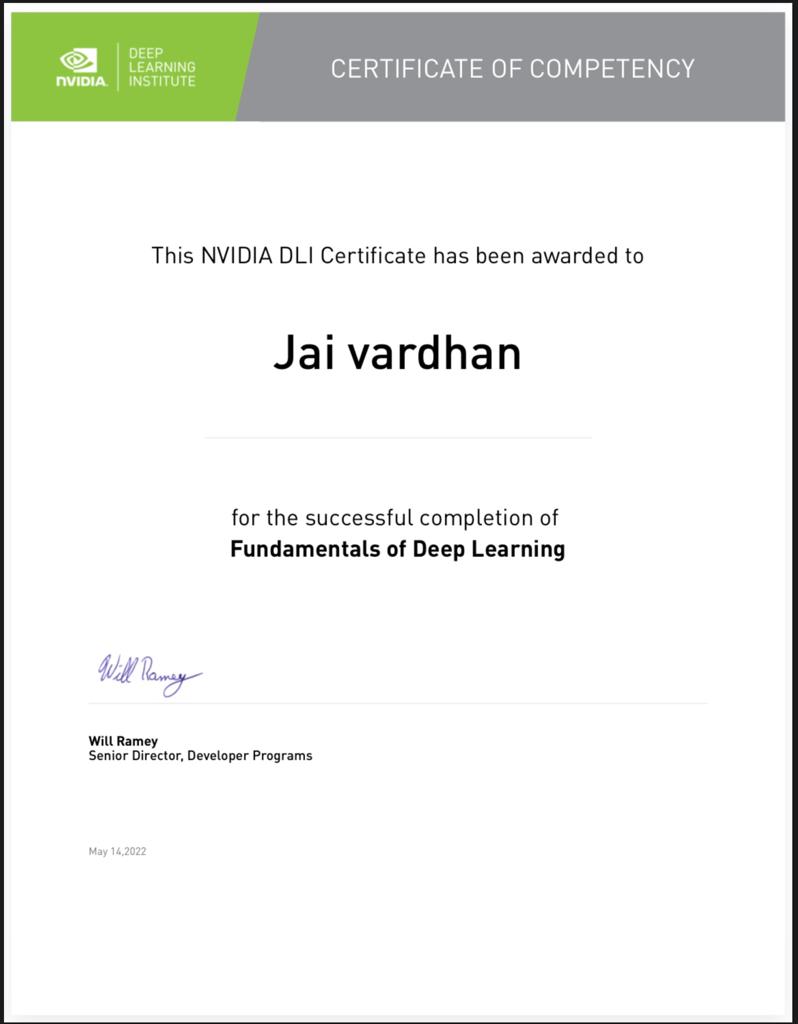 NVIDIA.
DEEP
LEARNING
INSTITUTE
CERTIFICATE OF COMPETENCY
This NVIDIA DLI Certificate has been awarded to
Jai vardhan
for the successful completion of
Fundamentals of Deep Learning
Will Ramey
Will Ramey
Senior Director, Developer Programs
May 14,2022